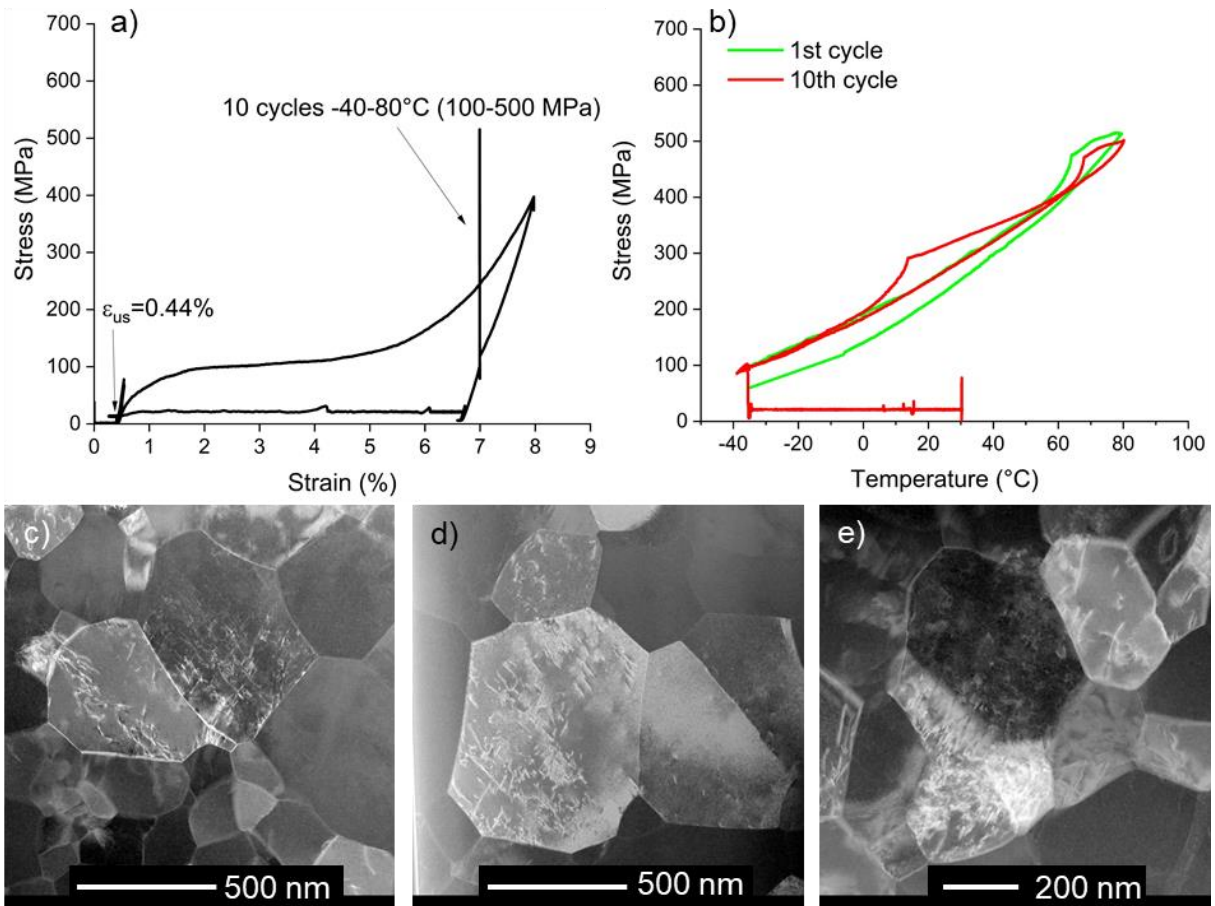 a)
700
600
500
400
300
200
100
0
Stress (MPa)
10 cycles -40-80°C (100-500 MPa)
εus=0.44%
0 1 2 3 4 5 6 7 8 9
Strain (%)
b)
1st cycle
10th cycle
700
600
500
400
300
200
100
0
Stress (MPa)
-40 -20 0 20 40 60 80 100
Temperature (°C)
c)
500 nm
d)
500 nm
e)
200 nm